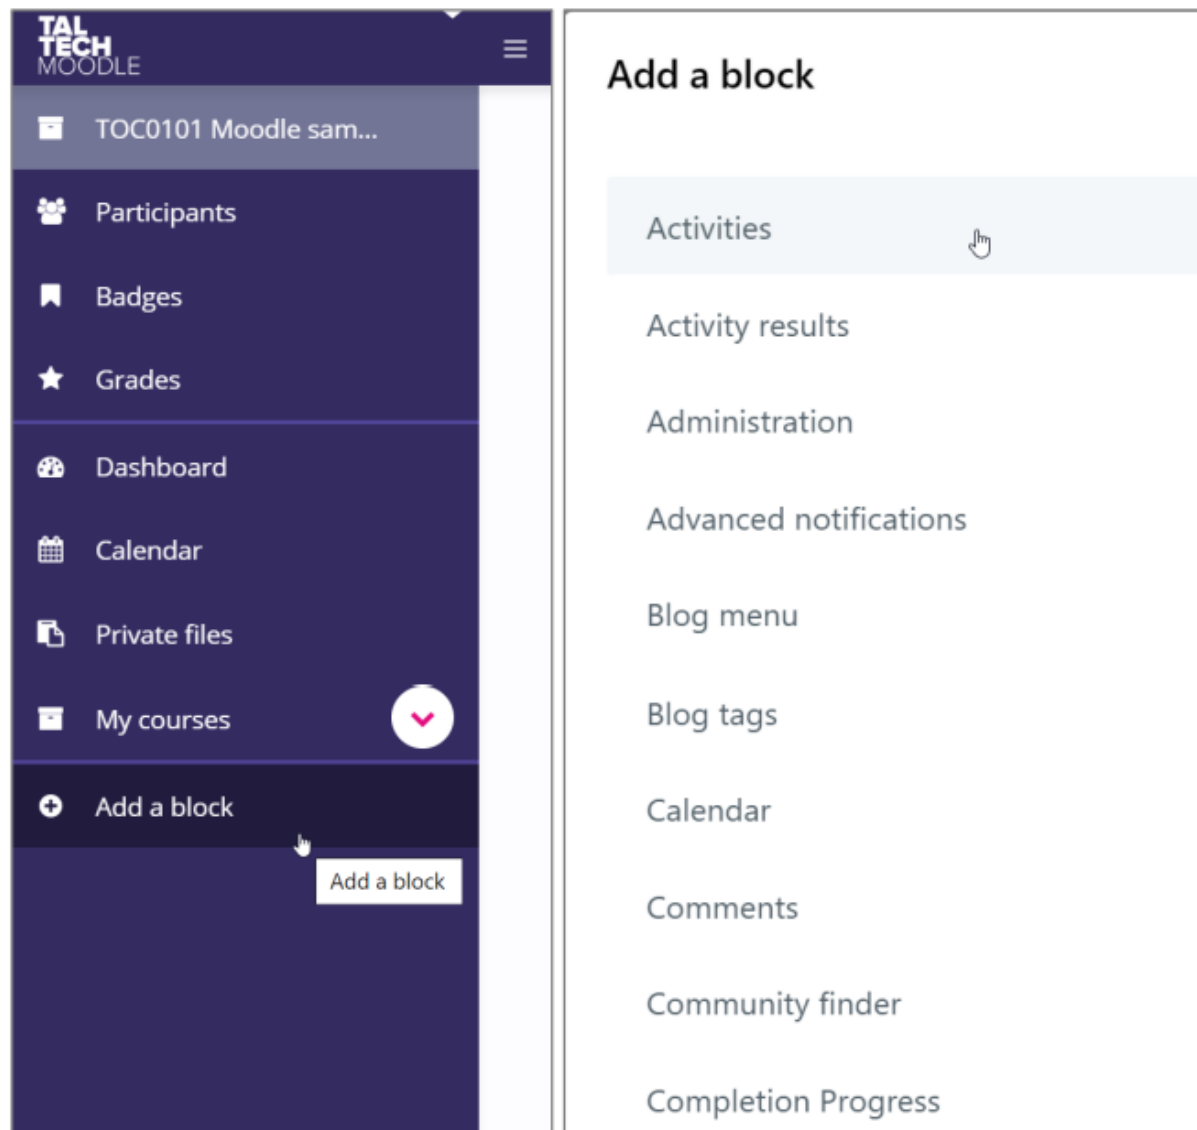 TAL
TECH
MOODLE
TOC0101 Moodle sam...
Participants
Badges
Grades
Dashboard
Calendar
Private files
My courses
Add a block
Add a block
Add a block
Activities
Activity results
Administration
Advanced notifications
Blog menu
Blog tags
Calendar
Comments
Community finder
Completion Progress